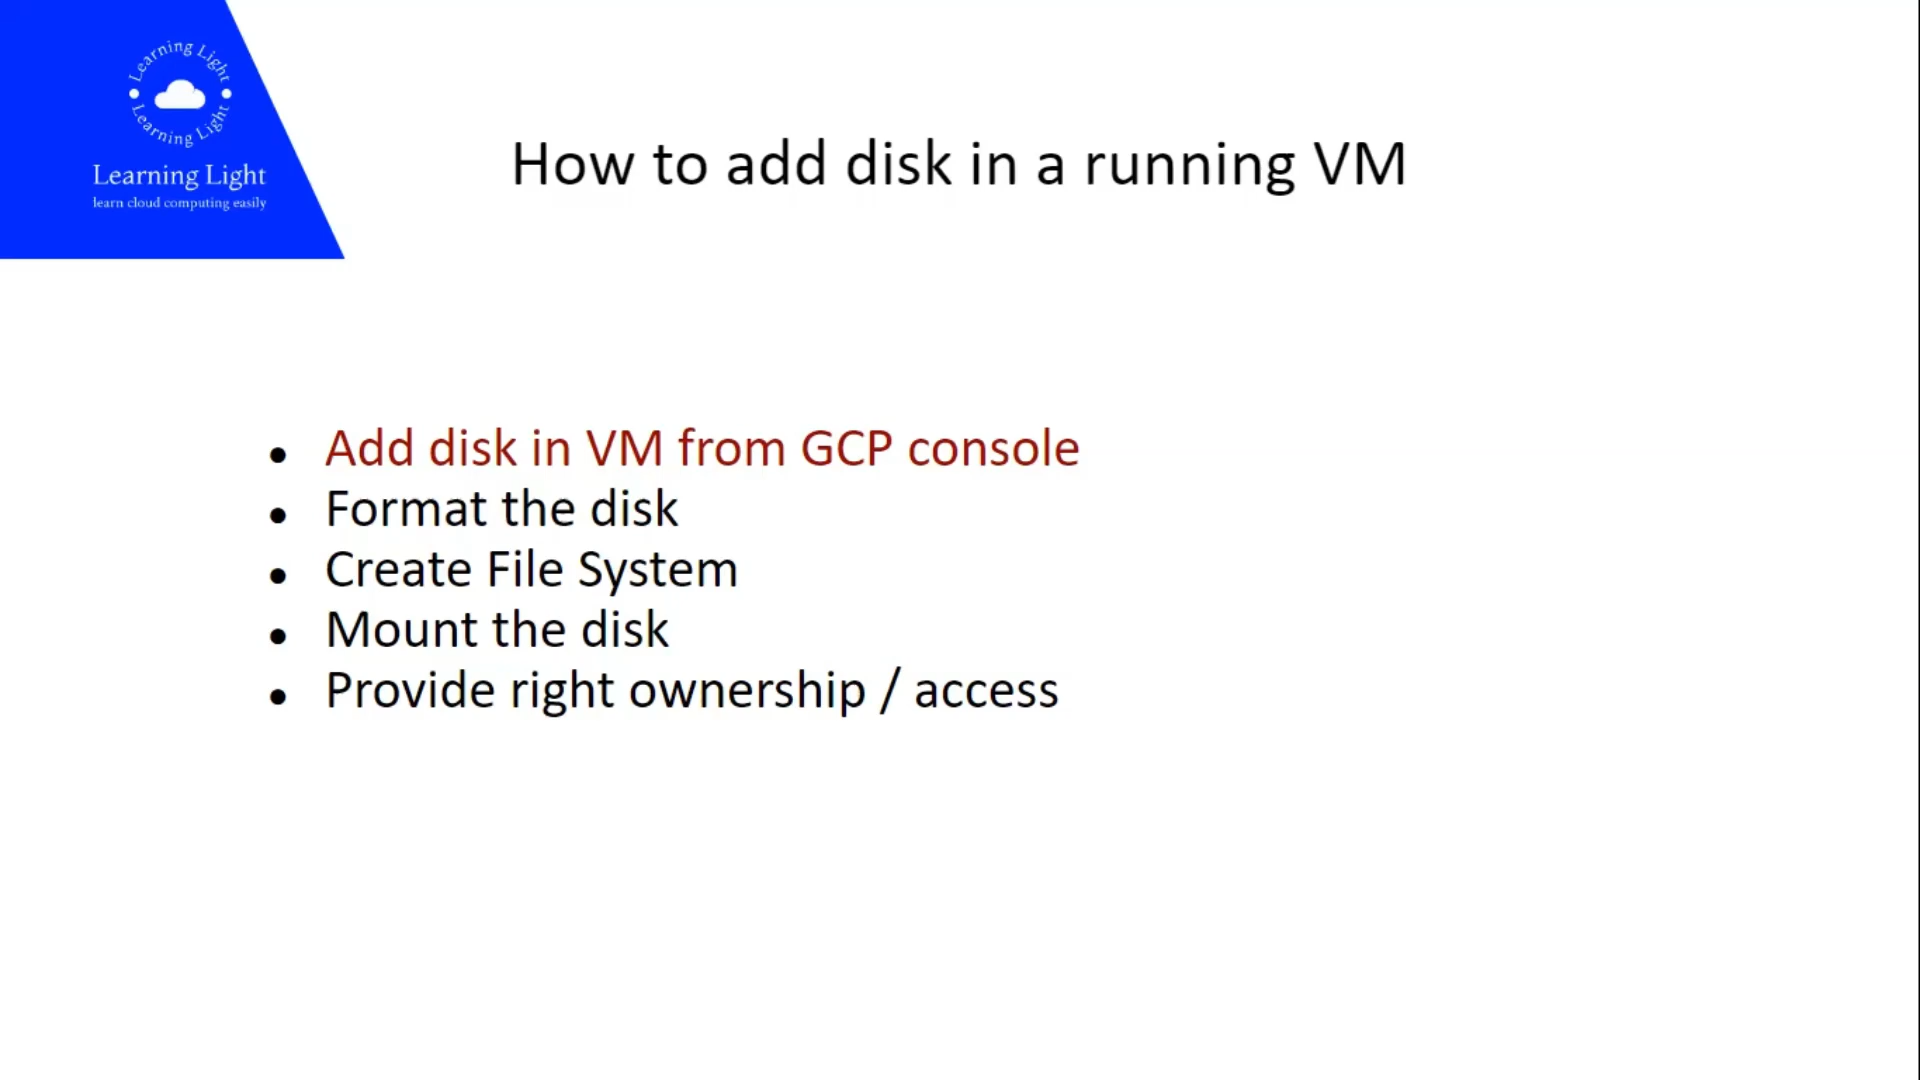 Learning Light
Learning Light
Learning Light
learn cloud computing easily
How to add disk in a running VM
• Add disk in VM from GCP console
• Format the disk
• Create File System
• Mount the disk
• Provide right ownership / access